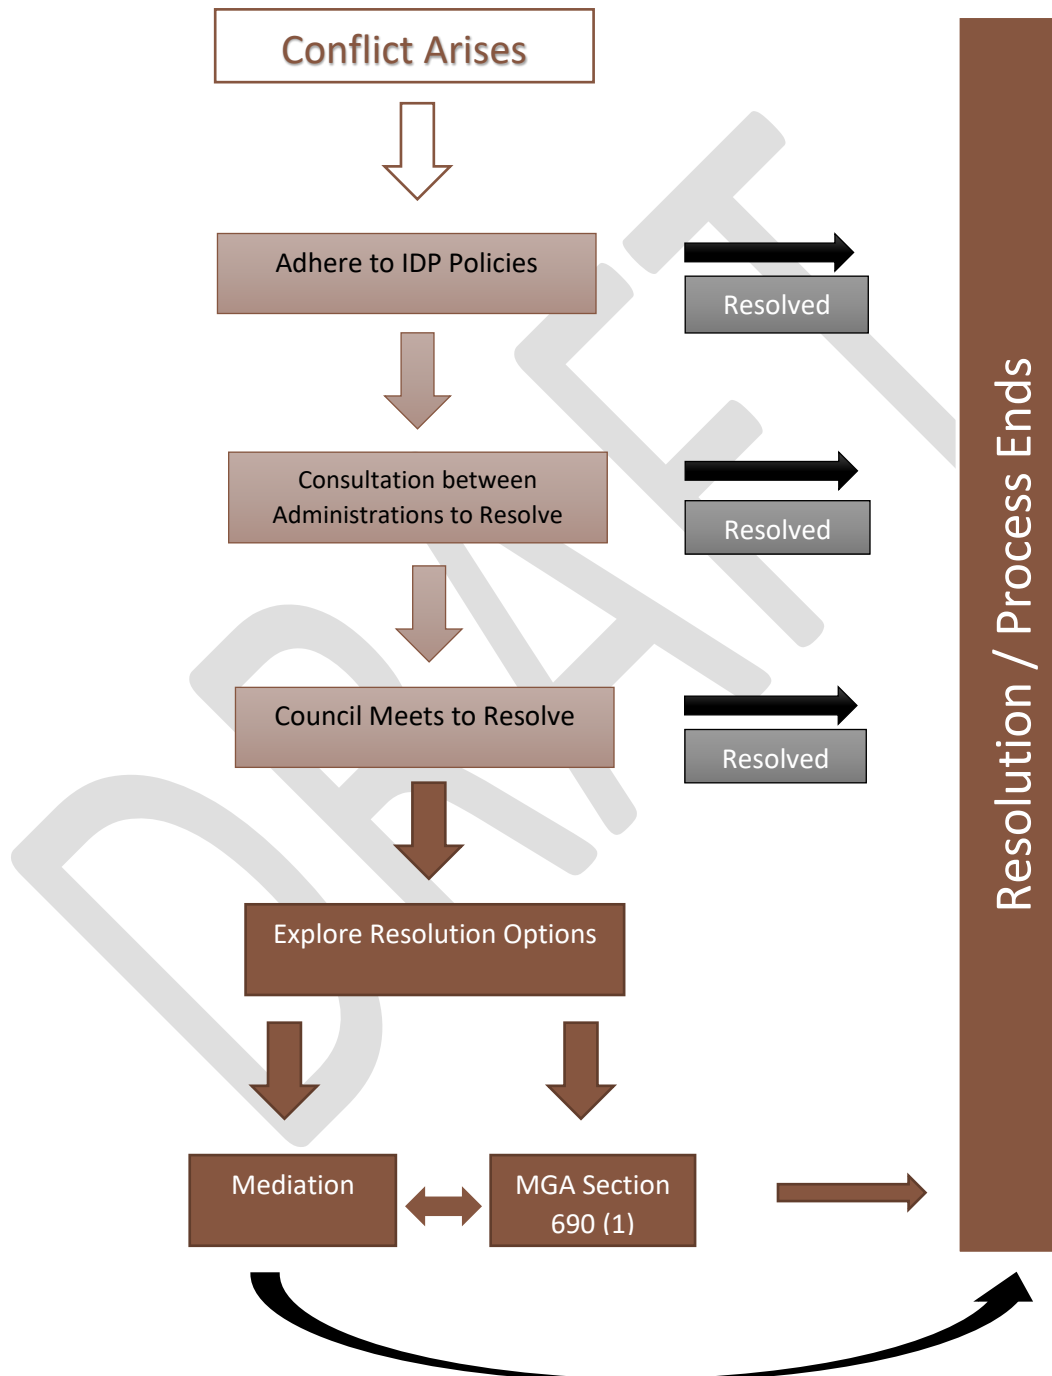 Conflict Arises
Adhere to IDP Policies
Resolved
Consultation between
Administrations to Resolve
Resolved
Council Meets to Resolve
Resolved
Explore Resolution Options
Mediation
MGA Section
690 (1)
Resolution / Process Ends
DRAFT